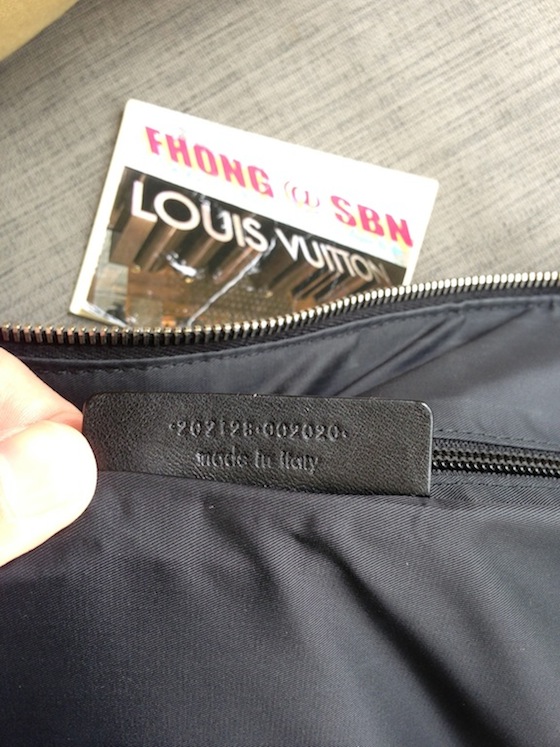 FHONG @ SBN
LOUIS VUITTON
·202128·002020·
made in italy